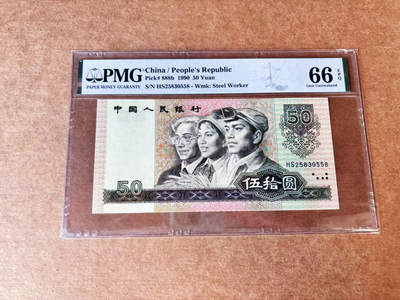 PMG
PAPER MONEY GUARANTY
China / People's Republic
Pick# 888b 1990 50 Yuan
S/N HS25830558 - Wmk: Steel Worker
66 EPQ
Gem Uncirculated
中国人民银行
50
HS25830558
50
伍拾圆